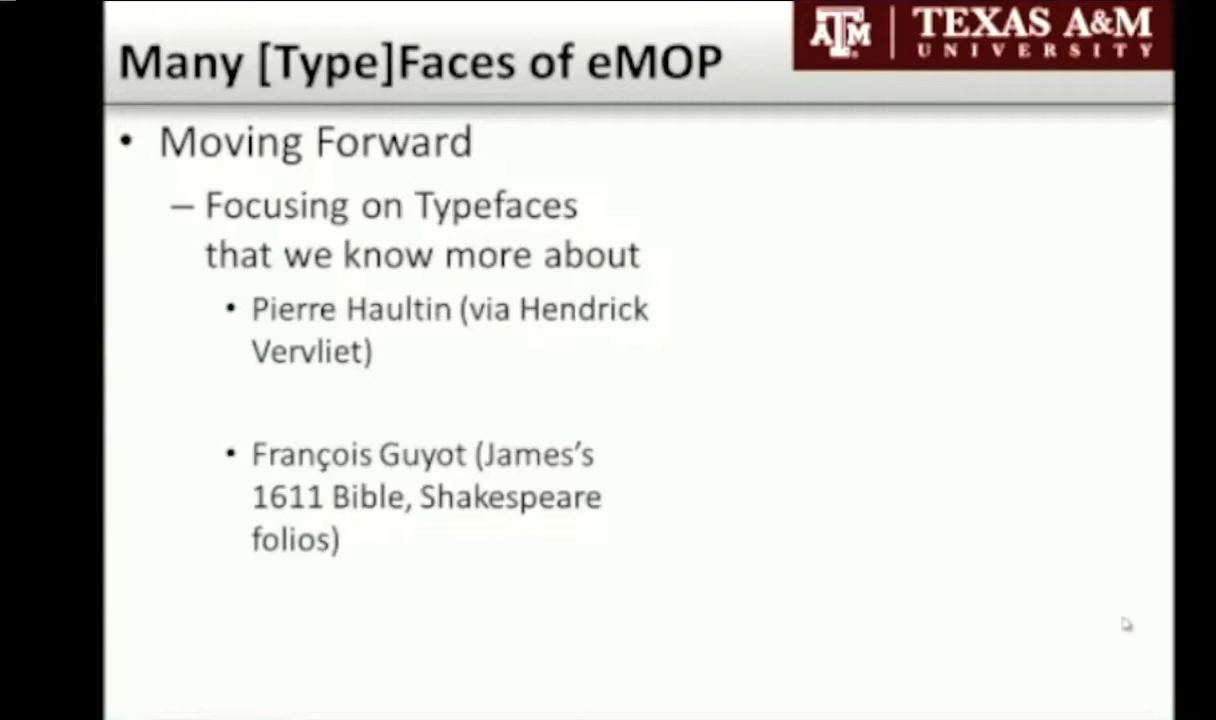 Many [Type]Faces of eMOP
ĀM | TEXAS A&M
UNIVERSITY
• Moving Forward
– Focusing on Typefaces
that we know more about
• Pierre Haultin (via Hendrick
Vervliet)
• François Guyot (James’s
1611 Bible, Shakespeare
folios)